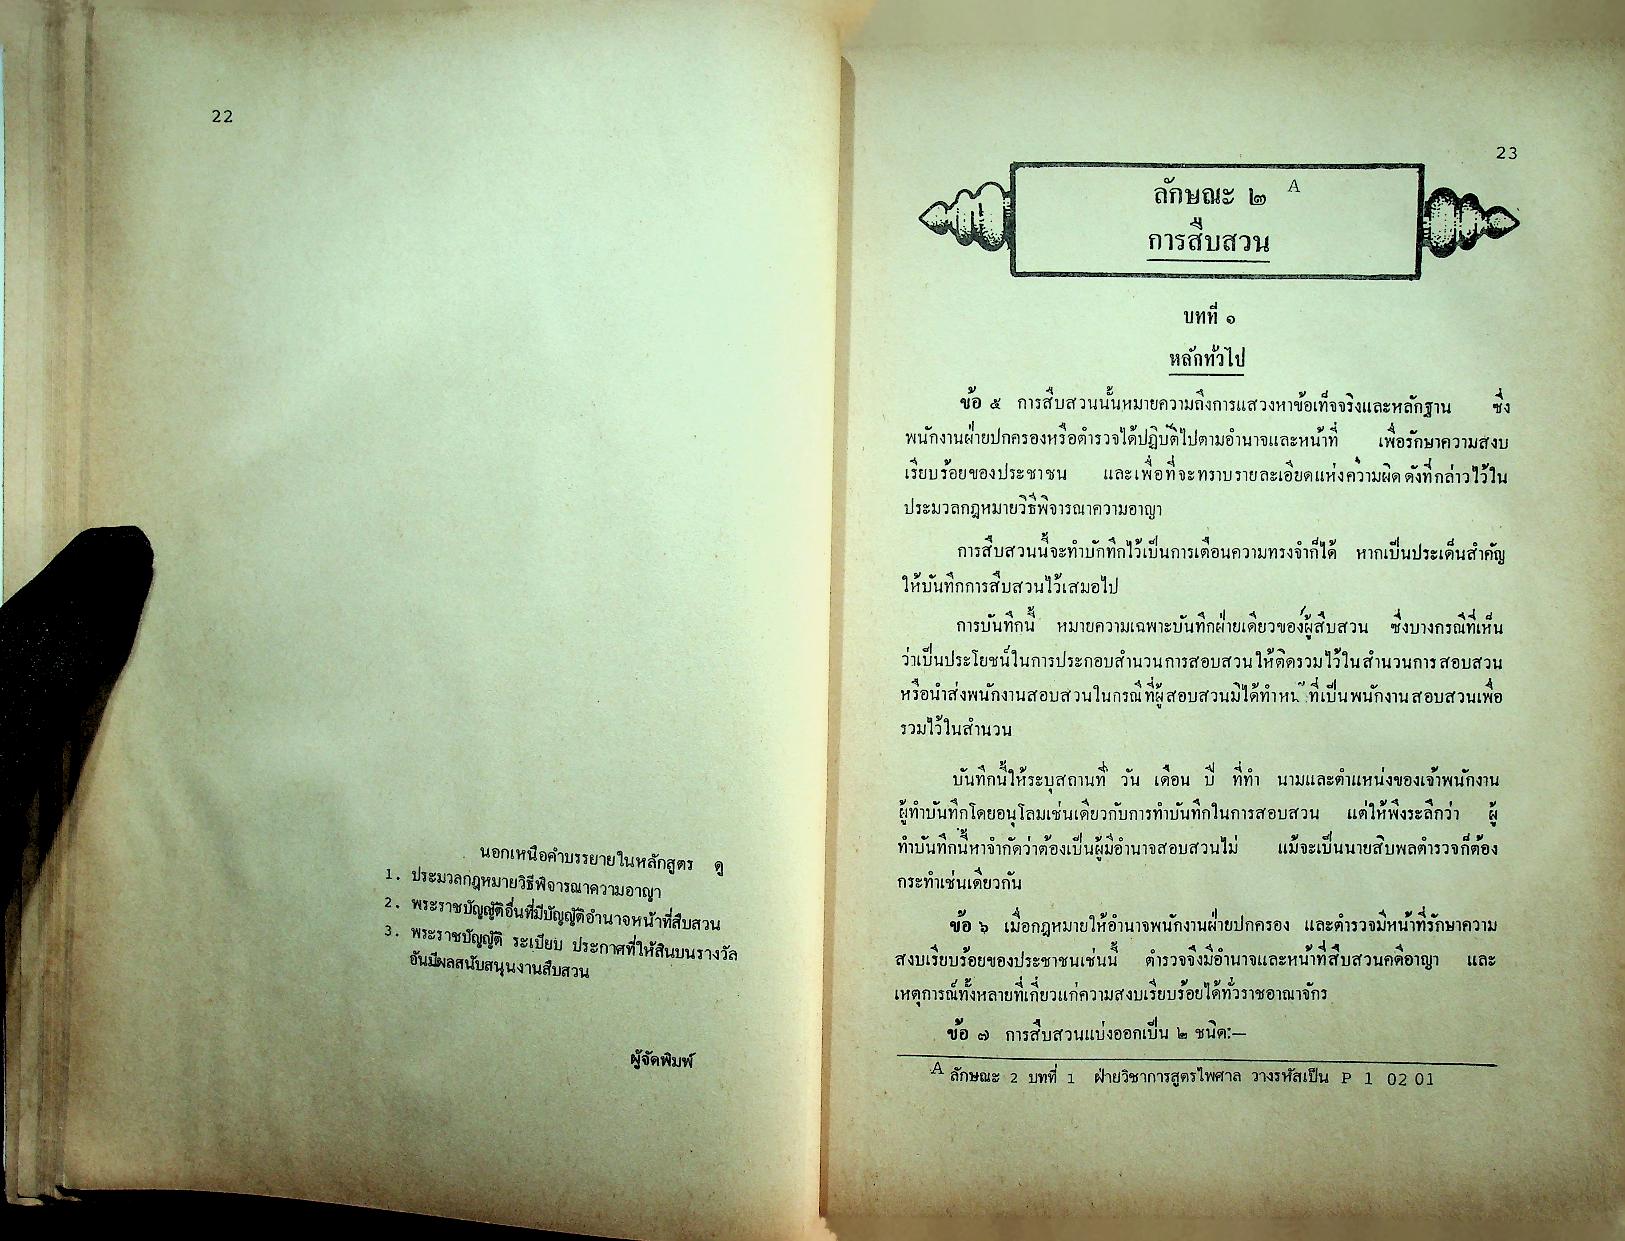 22
นอกเหนือคำบรรยายในหลักสูตร ดู
1. ประมวลกฎหมายวิธีพิจารณาความอาญา
2. พระราชบัญญัติอื่นที่มีบัญญัติอำนาจหน้าที่สืบสวน
3. พระราชบัญญัติ ระเบียบ ประกาศที่ให้สินบนรางวัล
อันมีผลสนับสนุนงานสืบสวน
ผู้จัดพิมพ์
23
ลักษณะ ๒ A
การสืบสวน
บทที่ ๑
หลักทั่วไป
ข้อ ๕ การสืบสวนนั้นหมายความถึงการแสวงหาข้อเท็จจริงและหลักฐาน ซึ่ง
พนักงานฝ่ายปกครองหรือตำรวจได้ปฏิบัติไปตามอำนาจและหน้าที่ เพื่อรักษาความสงบ
เรียบร้อยของประชาชน และเพื่อที่จะทราบรายละเอียดแห่งความผิดดังที่กล่าวไว้ใน
ประมวลกฎหมายวิธีพิจารณาความอาญา
การสืบสวนนี้จะทำบักทึกไว้เป็นการเตือนความทรงจำก็ได้ หากเป็นประเด็นสำคัญ
ให้บันทึกการสืบสวนไว้เสมอไป
การบันทึกนี้ หมายความเฉพาะบันทึกฝ่ายเดียวของผู้สืบสวน ซึ่งบางกรณีที่เห็น
ว่าเป็นประโยชน์ในการประกอบสำนวนการสอบสวนให้ติดรวมไว้ในสำนวนการสอบสวน
หรือนำส่งพนักงานสอบสวนในกรณีที่ผู้สอบสวนมิได้ทำหน้าที่เป็นพนักงานสอบสวนเพื่อ
รวมไว้ในสำนวน
บันทึกนี้ให้ระบุสถานที่ วัน เดือน ปี ที่ทำ นามและตำแหน่งของเจ้าพนักงาน
ผู้ทำบันทึกโดยอนุโลมเช่นเดียวกับการทำบันทึกในการสอบสวน แต่ให้พึงระลึกว่า ผู้
ทำบันทึกนี้หาจำกัดว่าต้องเป็นผู้มีอำนาจสอบสวนไม่ แม้จะเป็นนายสิบพลตำรวจก็ต้อง
กระทำเช่นเดียวกัน
ข้อ ๖ เมื่อกฎหมายให้อำนาจพนักงานฝ่ายปกครอง และตำรวจมีหน้าที่รักษาความ
สงบเรียบร้อยของประชาชนเช่นนี้ ตำรวจจึงมีอำนาจและหน้าที่สืบสวนคดีอาญา และ
เหตุการณ์ทั้งหลายที่เกี่ยวแก่ความสงบเรียบร้อยได้ทั่วราชอาณาจักร
ข้อ ๗ การสืบสวนแบ่งออกเป็น ๒ ชนิด:—
A ลักษณะ 2 บทที่ 1 ฝ่ายวิชาการสูตรไพศาล วางรหัสเป็น P 1 02 01